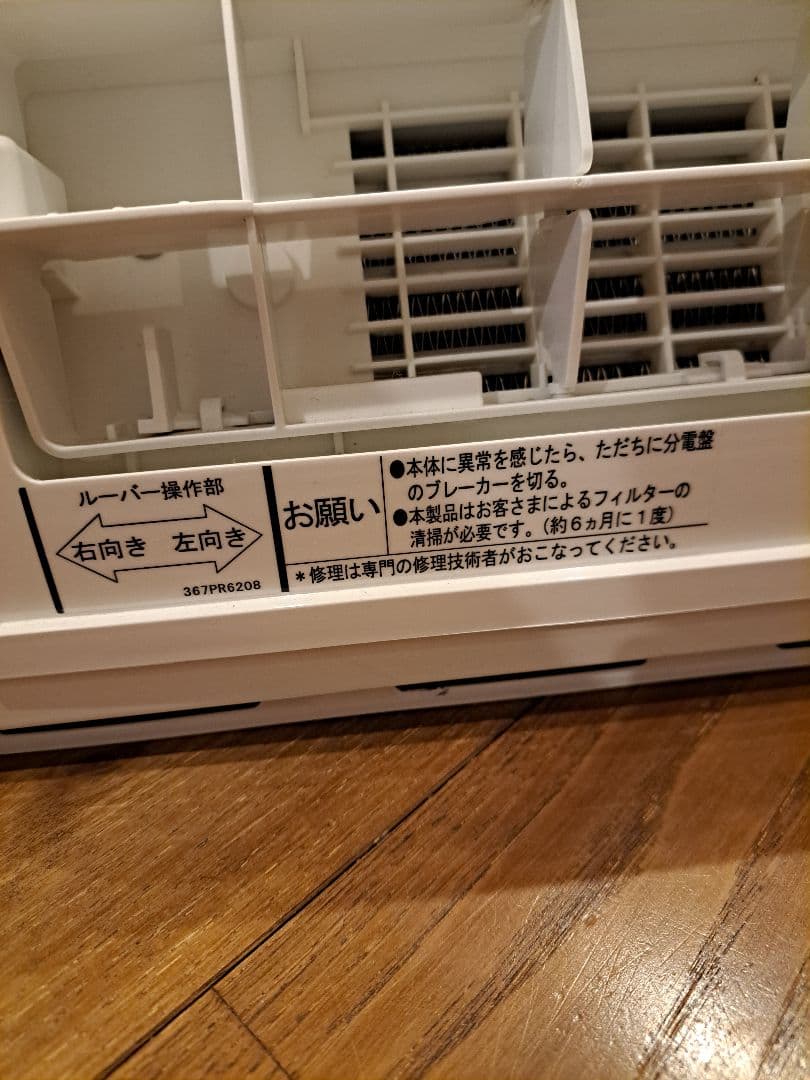 ルーバー操作部
右向き 左向き
367PR6208
お願い
●本体に異常を感じたら、ただちに分電盤
のブレーカーを切る。
●本製品はお客さまによるフィルターの
清掃が必要です。(約6ヵ月に1度)
*修理は専門の修理技術者がおこなってください。